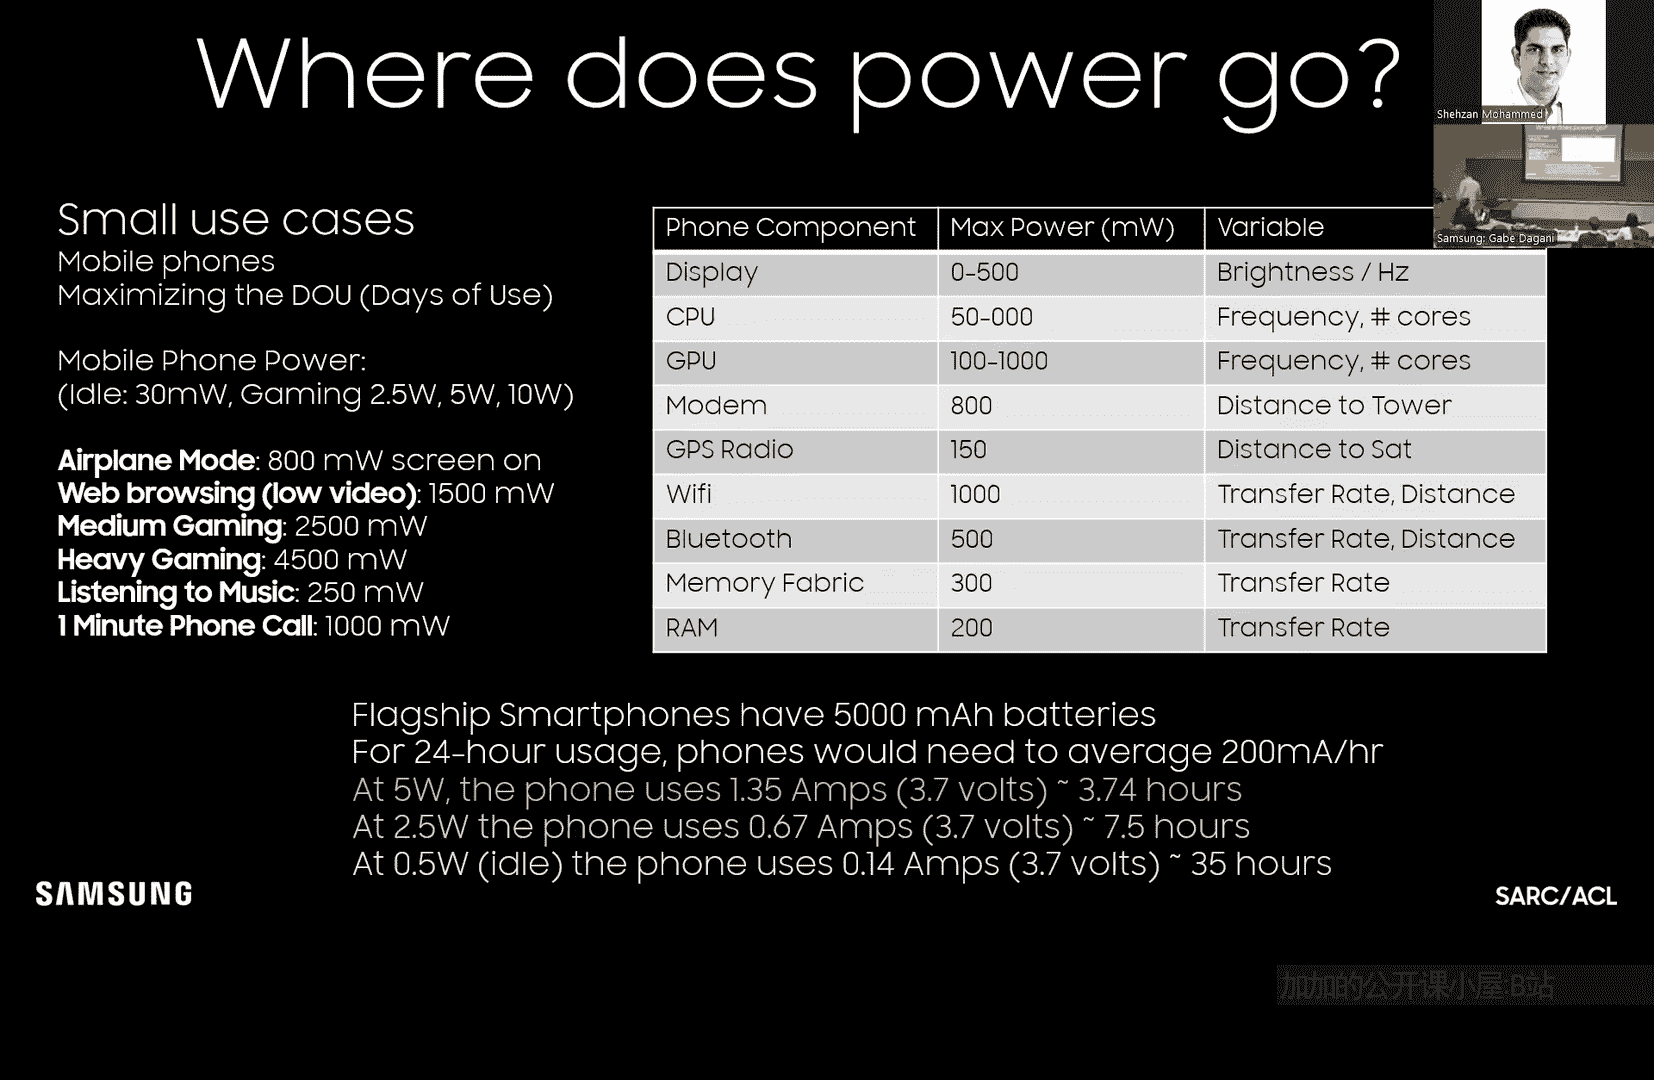 Where does power go?
Shehzan Mohammed
Samsung: Gabe Dagani
Small use cases
Mobile phones
Maximizing the DOU (Days of Use)
Mobile Phone Power:
(Idle: 30mW, Gaming 2.5W, 5W, 10W)
Airplane Mode: 800 mW screen on
Web browsing (low video): 1500 mW
Medium Gaming: 2500 mW
Heavy Gaming: 4500 mW
Listening to Music: 250 mW
1 Minute Phone Call: 1000 mW
Phone Component Max Power (mW) Variable
Display 0-500 Brightness / Hz
CPU 50-000 Frequency, # cores
GPU 100-1000 Frequency, # cores
Modem 800 Distance to Tower
GPS Radio 150 Distance to Sat
Wifi 1000 Transfer Rate, Distance
Bluetooth 500 Transfer Rate, Distance
Memory Fabric 300 Transfer Rate
RAM 200 Transfer Rate
Flagship Smartphones have 5000 mAh batteries
For 24-hour usage, phones would need to average 200mA/hr
At 5W, the phone uses 1.35 Amps (3.7 volts) ~ 3.74 hours
At 2.5W the phone uses 0.67 Amps (3.7 volts) ~ 7.5 hours
At 0.5W (idle) the phone uses 0.14 Amps (3.7 volts) ~ 35 hours
SAMSUNG
SARC/ACL
加加的公开课小屋:B站